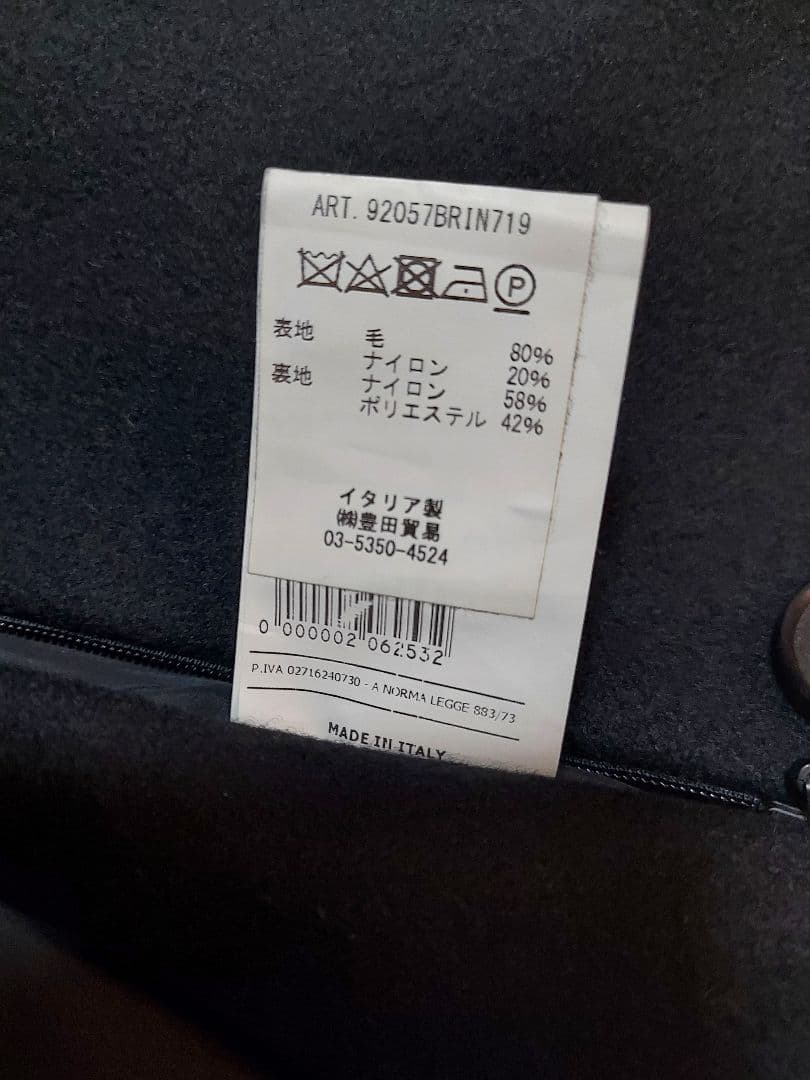 ART. 92057BRIN719
P
表地 毛 80%
ナイロン 20%
裏地 ナイロン 58%
ポリエステル 42%
イタリア製
㈱豊田貿易
03-5350-4524
0 000002 062532
P.IVA 02716240730 - A NORMA LEGGE 883/73
MADE IN ITALY